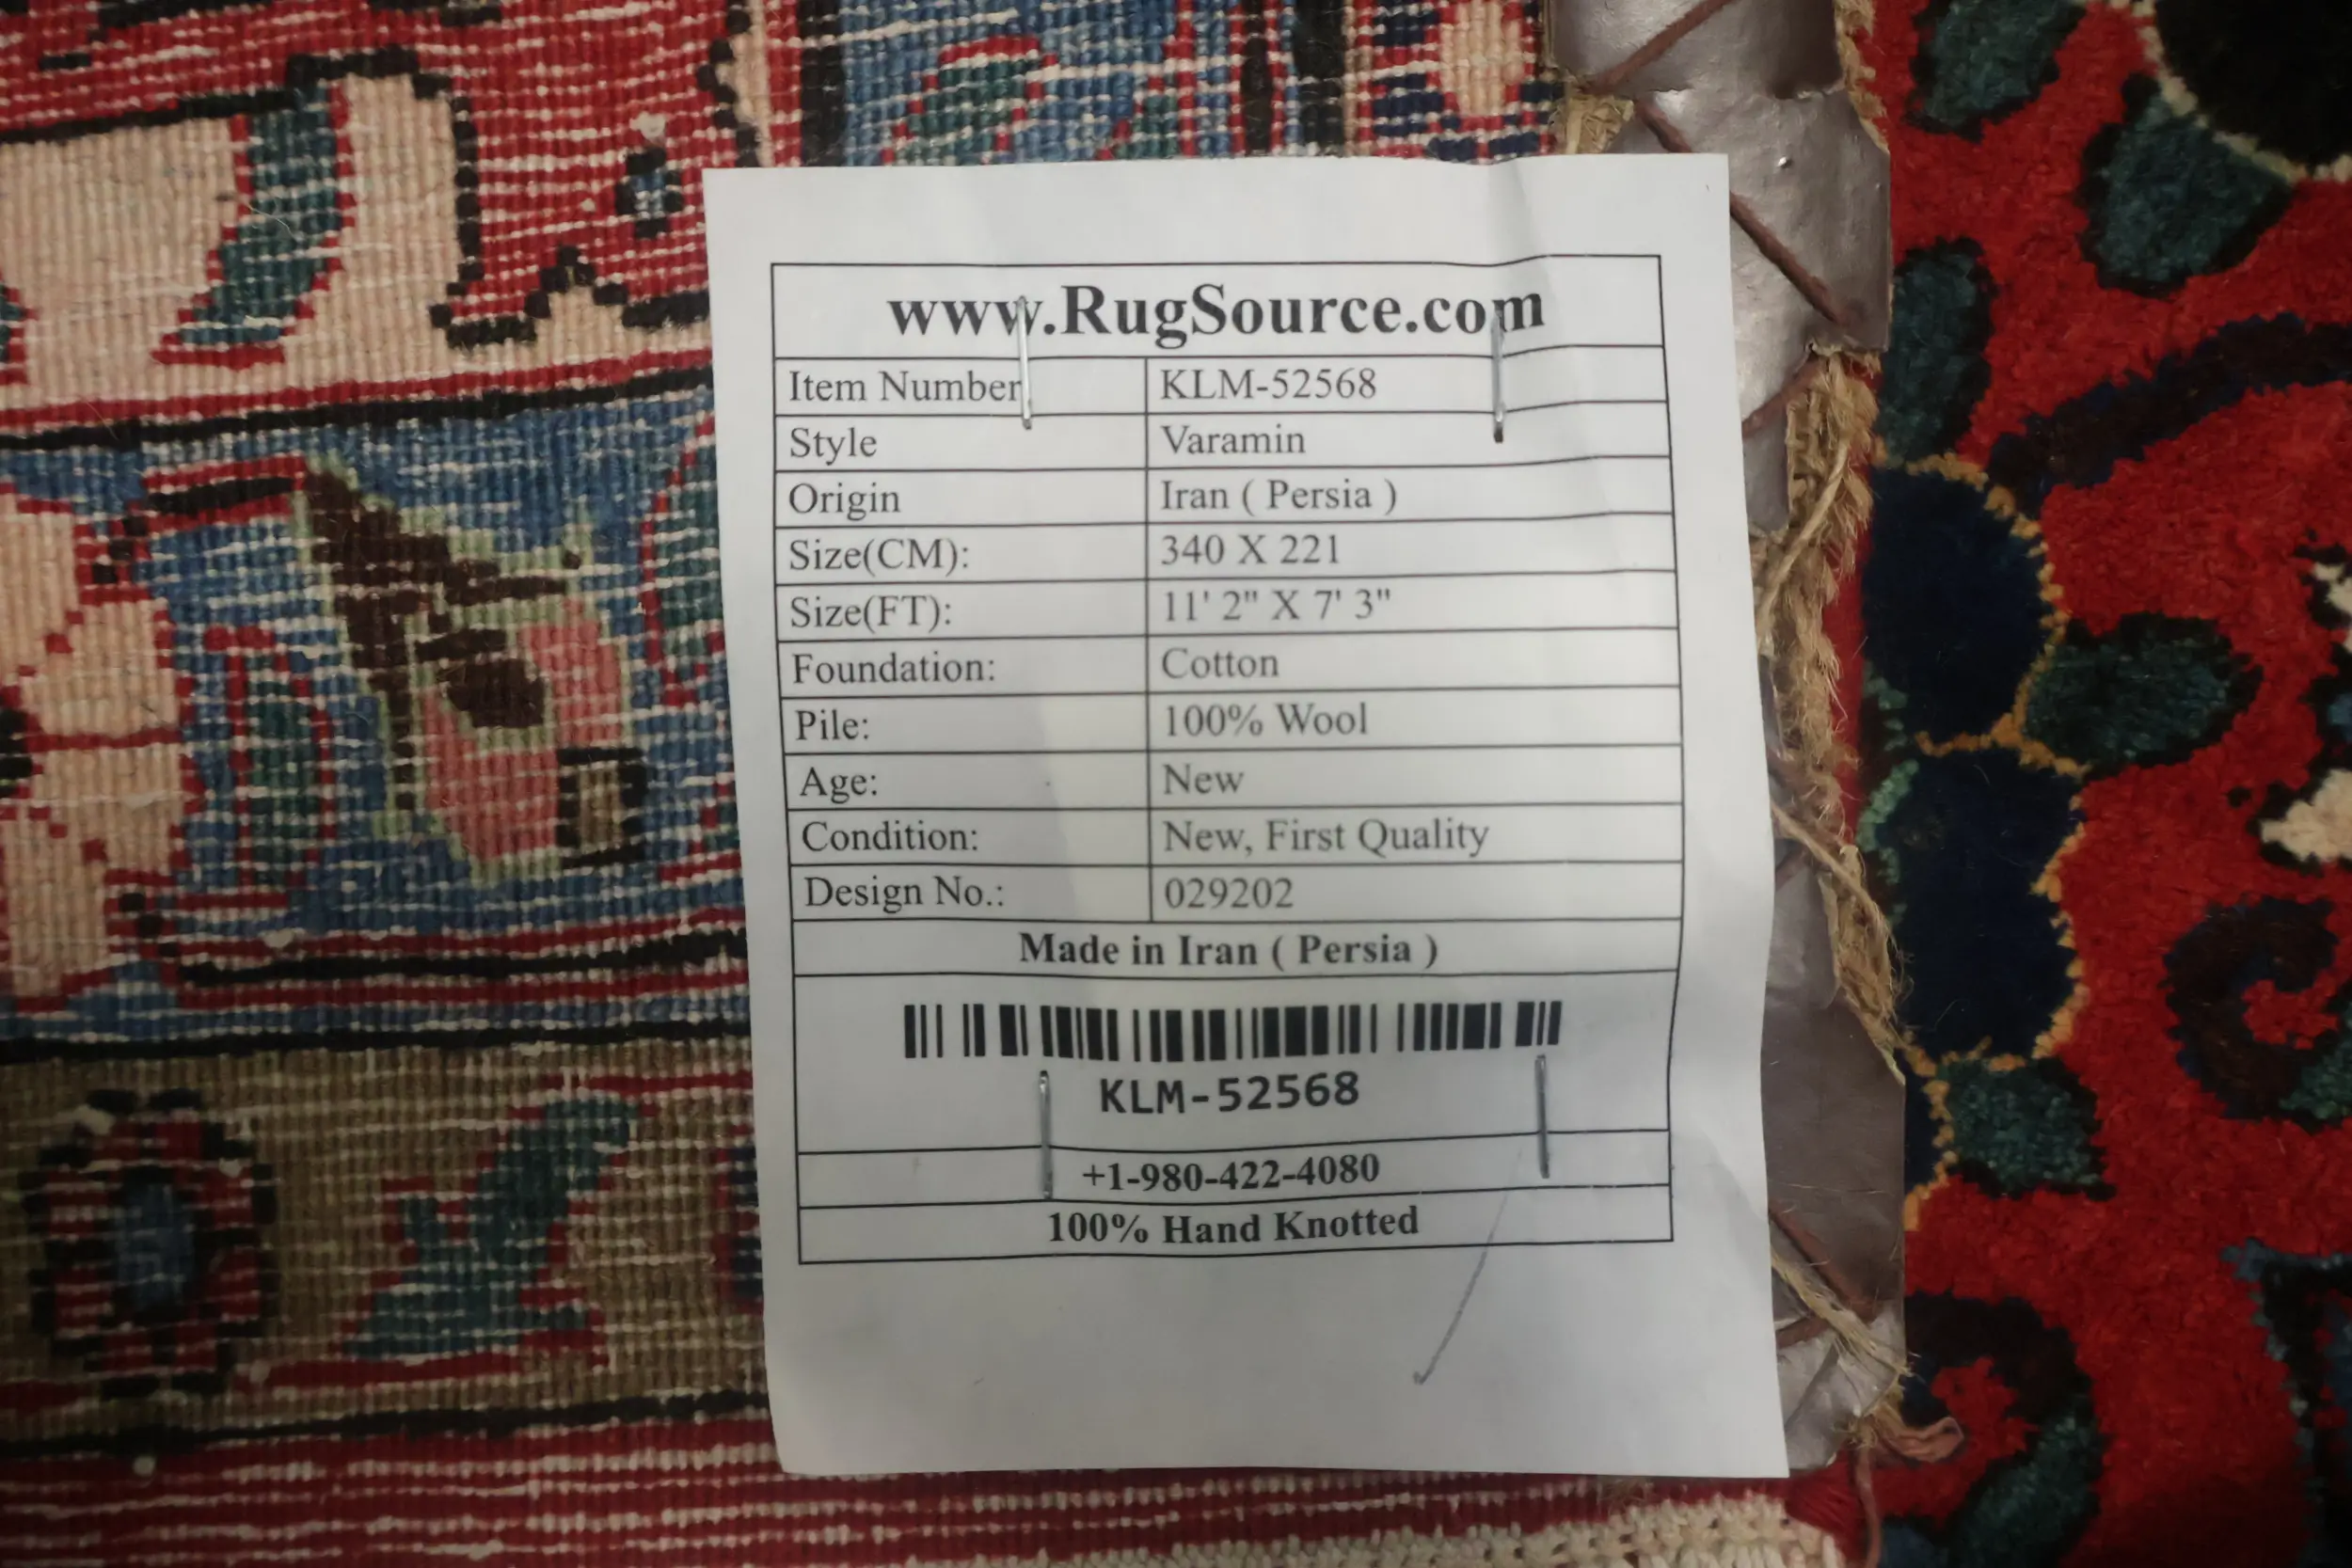 www.RugSource.com
Item Number KLM-52568
Style Varamin
Origin Iran ( Persia )
Size(CM): 340 X 221
Size(FT): 11' 2" X 7' 3"
Foundation: Cotton
Pile: 100% Wool
Age: New
Condition: New, First Quality
Design No.: 029202
Made in Iran ( Persia )
KLM-52568
+1-980-422-4080
100% Hand Knotted